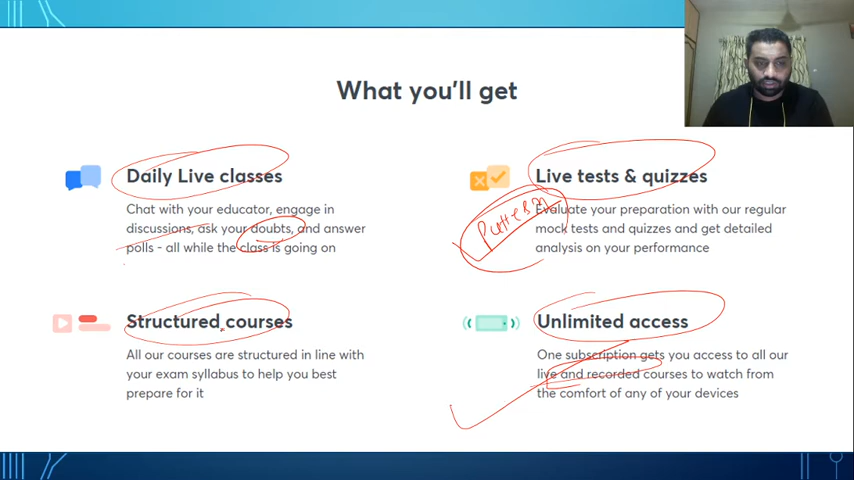 What you'll get
Daily Live classes
Chat with your educator, engage in
discussions, ask your doubts, and answer
polls - all while the class is going on
Live tests & quizzes
Pattern
Evaluate your preparation with our regular
mock tests and quizzes and get detailed
analysis on your performance
Structured courses
All our courses are structured in line with
your exam syllabus to help you best
prepare for it
Unlimited access
One subscription gets you access to all our
live and recorded courses to watch from
the comfort of any of your devices